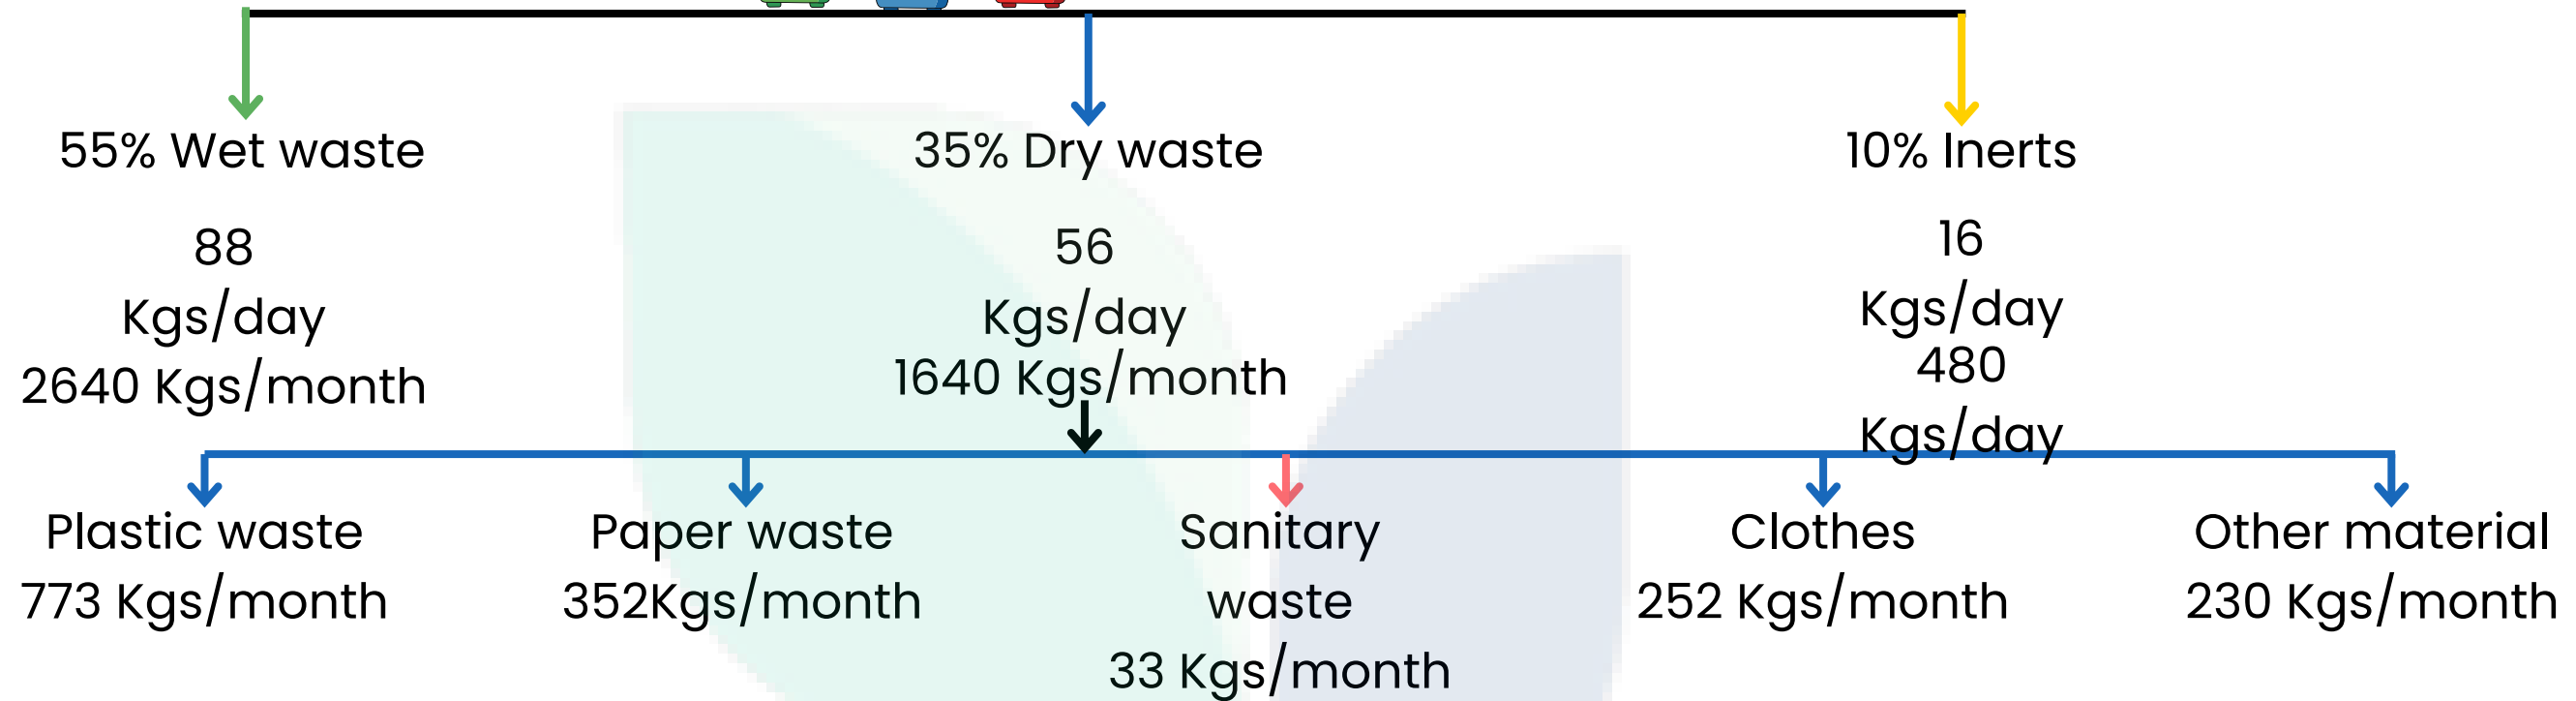 55% Wet waste
88
Kgs/day
2640 Kgs/month
35% Dry waste
56
Kgs/day
1640 Kgs/month
10% Inerts
16
Kgs/day
480
Kgs/day
Plastic waste
773 Kgs/month
Paper waste
352Kgs/month
Sanitary
waste
33 Kgs/month
Clothes
252 Kgs/month
Other material
230 Kgs/month